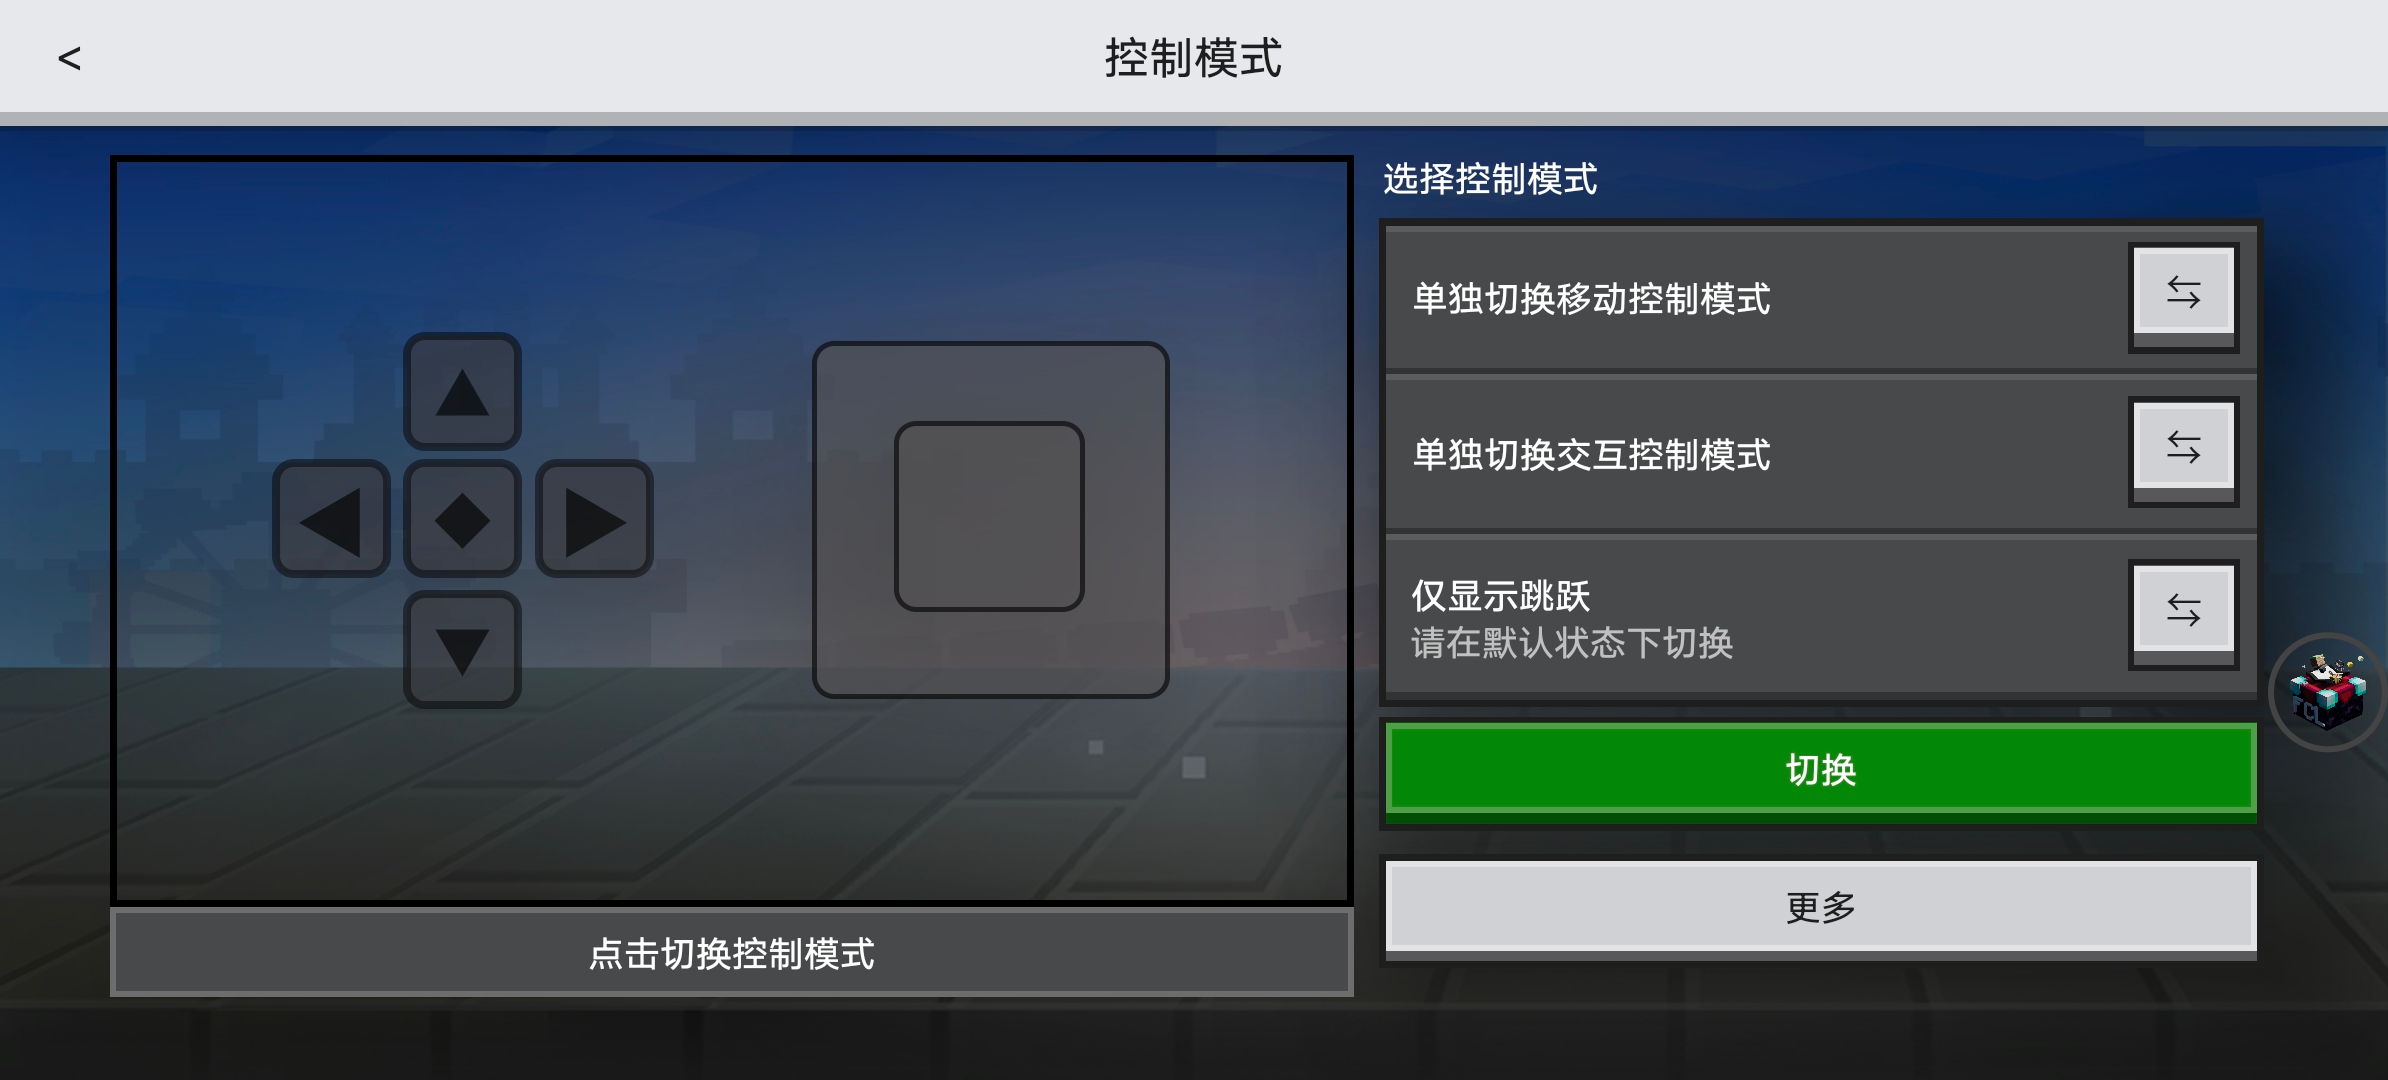 <
控制模式
选择控制模式
单独切换移动控制模式
单独切换交互控制模式
仅显示跳跃
请在默认状态下切换
FCL
切换
更多
点击切换控制模式